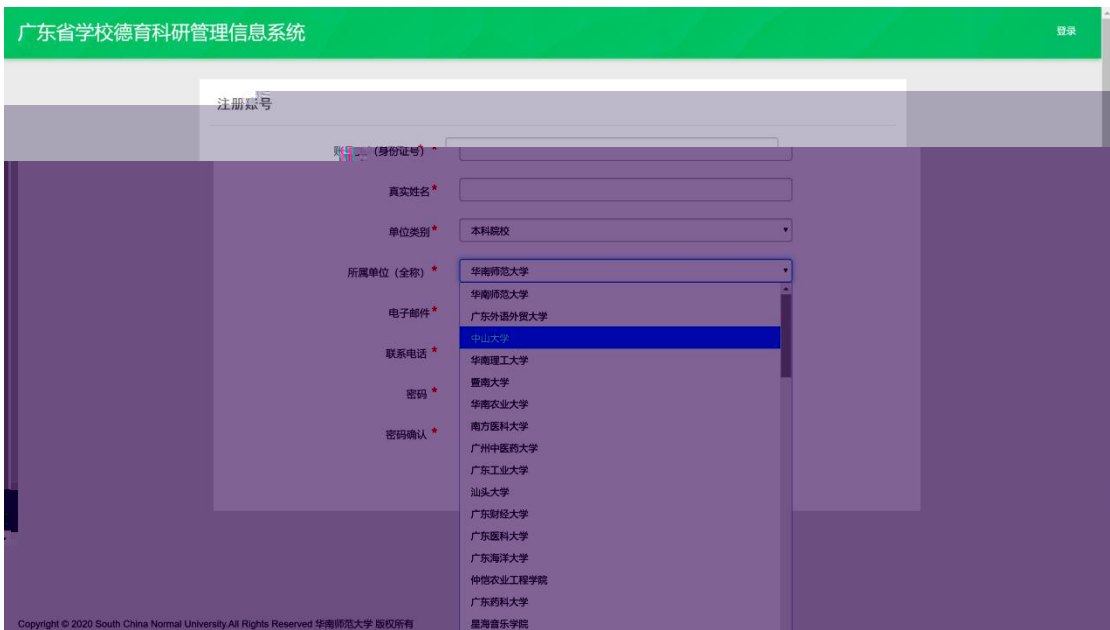 广东省学校德育科研管理信息系统
登录
注册账号
(身份证号) *
真实姓名*
单位类别* 本科院校
所属单位（全称）* 华南师范大学
华南师范大学
电子邮件*
广东外语外贸大学
中山大学
联系电话 *
华南理工大学
暨南大学
密码 *
华南农业大学
南方医科大学
密码确认 *
广州中医药大学
广东工业大学
汕头大学
广东财经大学
广东医科大学
广东海洋大学
仲恺农业工程学院
广东药科大学
星海音乐学院
Copyright © 2020 South China Normal University.All Rights Reserved 华南师范大学 版权所有